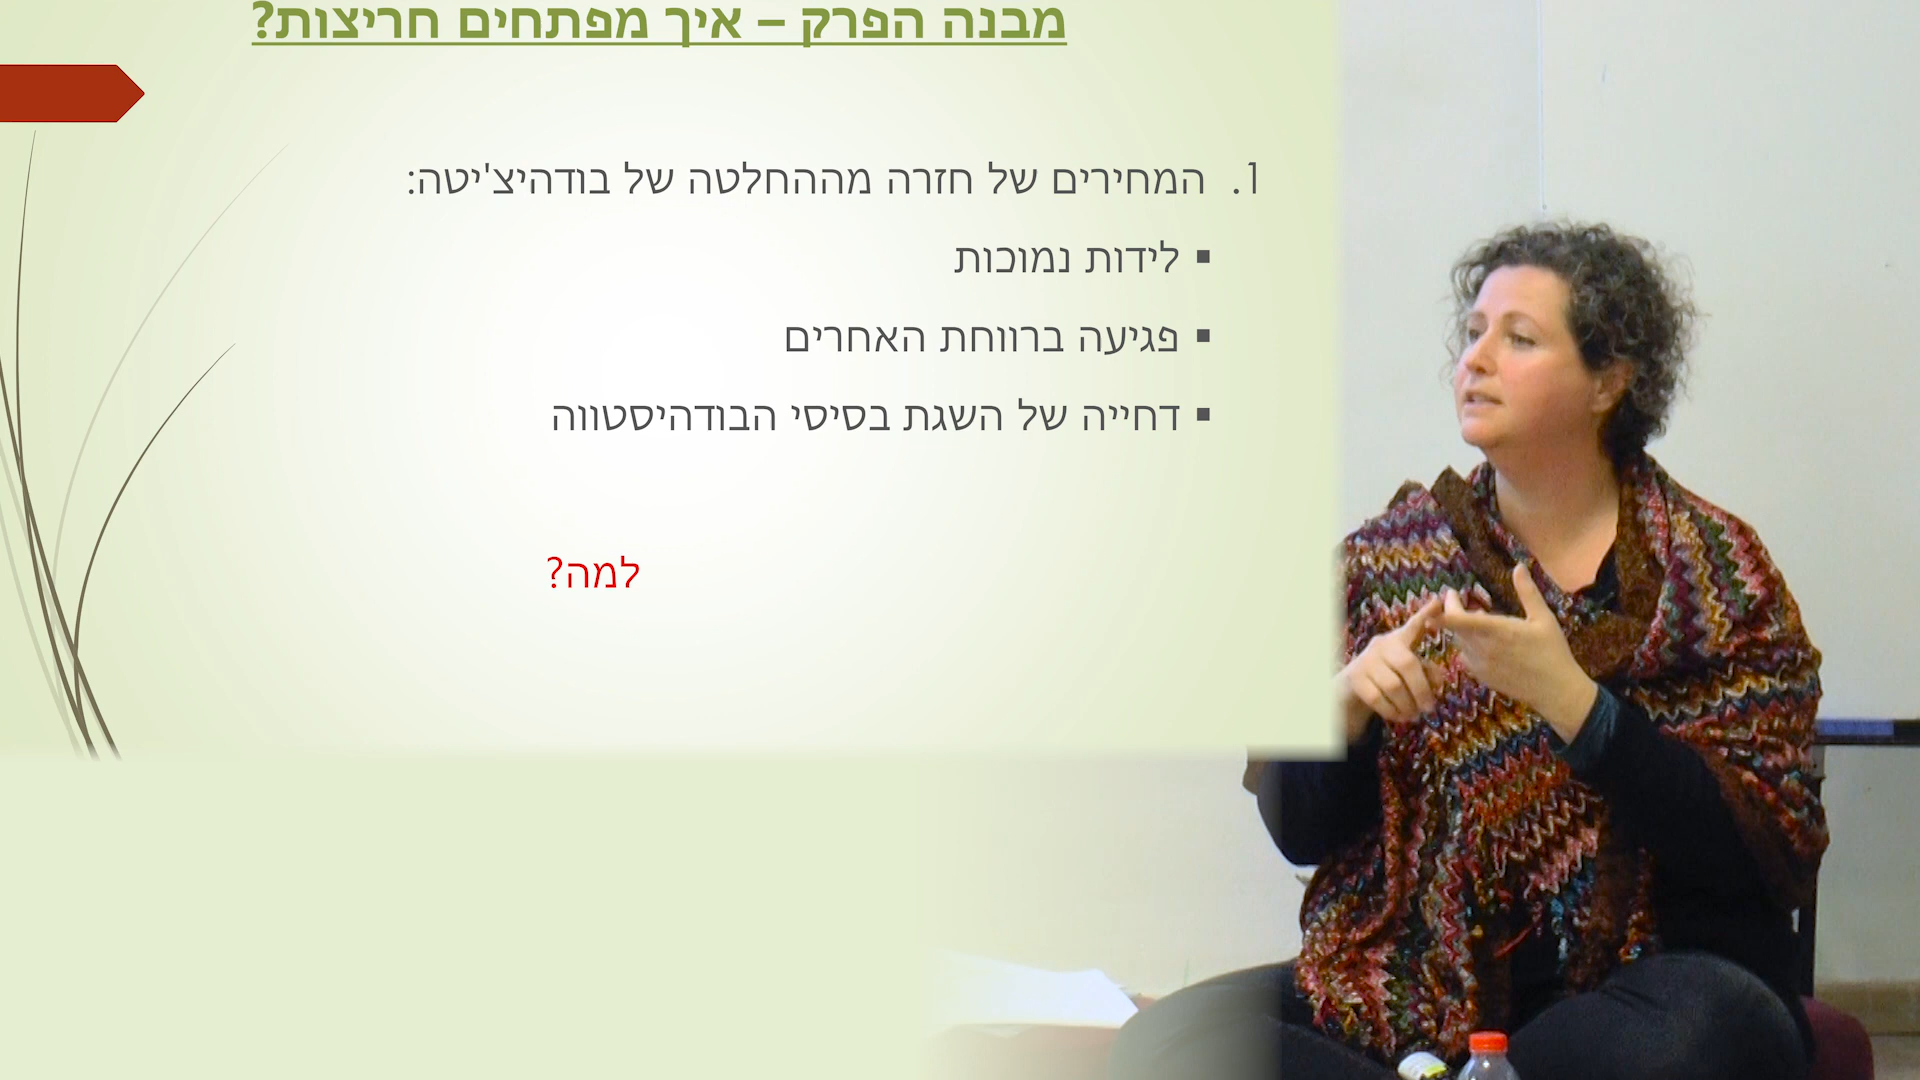 מבנה הפרק – איך מפתחים חריצות?
1. המחירים של חזרה מההחלטה של בודהיצ'יטה:
▪ לידות נמוכות
▪ פגיעה ברווחת האחרים
▪ דחייה של השגת בסיסי הבודהיסטווה
למה?